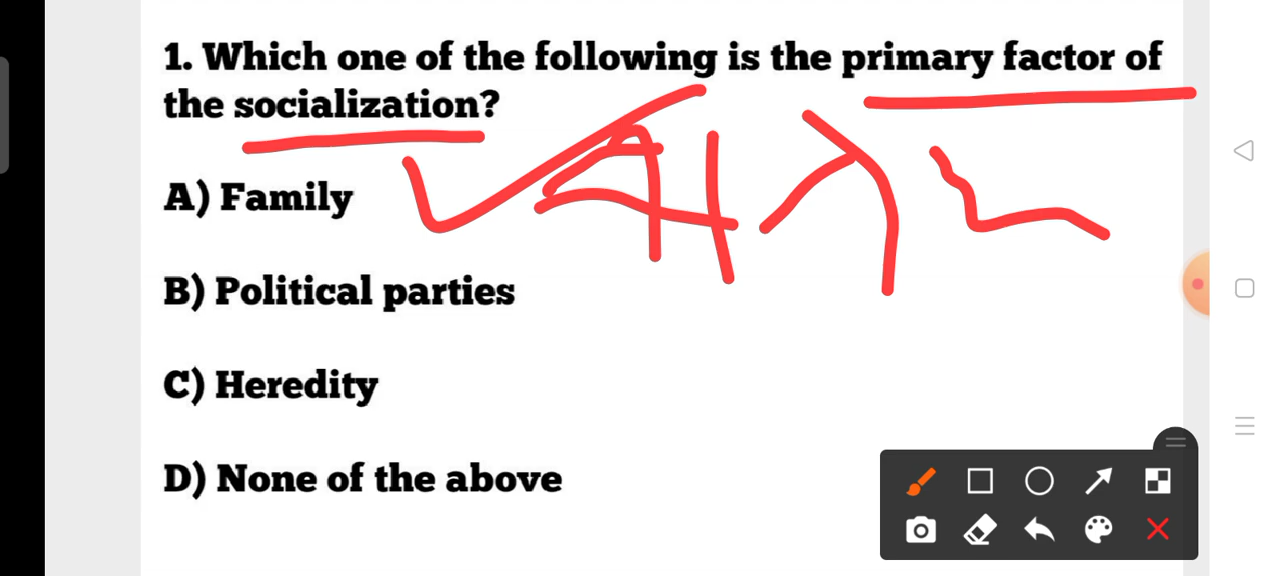 1. Which one of the following is the primary factor of
the socialization?
A) Family
B) Political parties
C) Heredity
D) None of the above